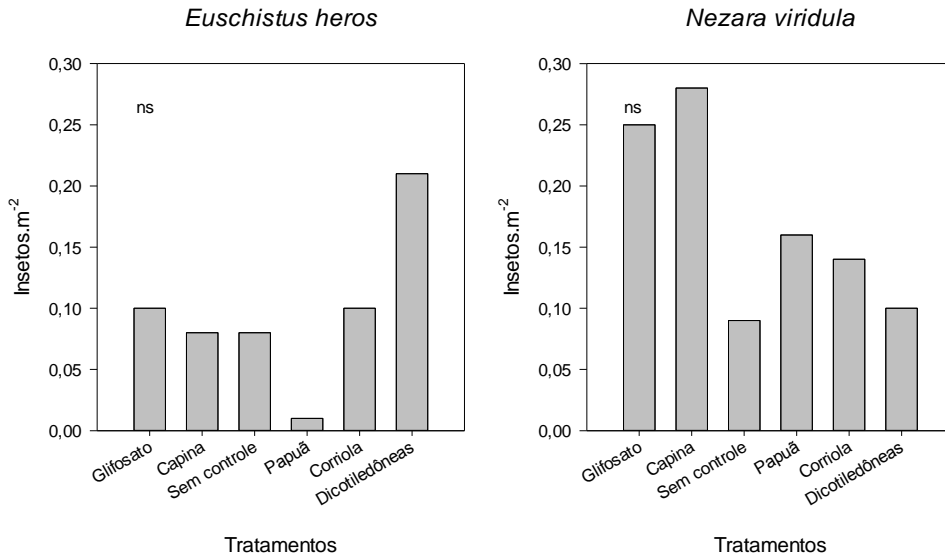 Euschistus heros
0,30
0,25
0,20
0,15
0,10
0,05
0,00
Insetos.m-2
ns
Glifosato
Capina
Sem controle
Papuã
Corriola
Dicotiledôneas
Tratamentos
Nezara viridula
0,30
0,25
0,20
0,15
0,10
0,05
0,00
Insetos.m-2
ns
Glifosato
Capina
Sem controle
Papuã
Corriola
Dicotiledôneas
Tratamentos